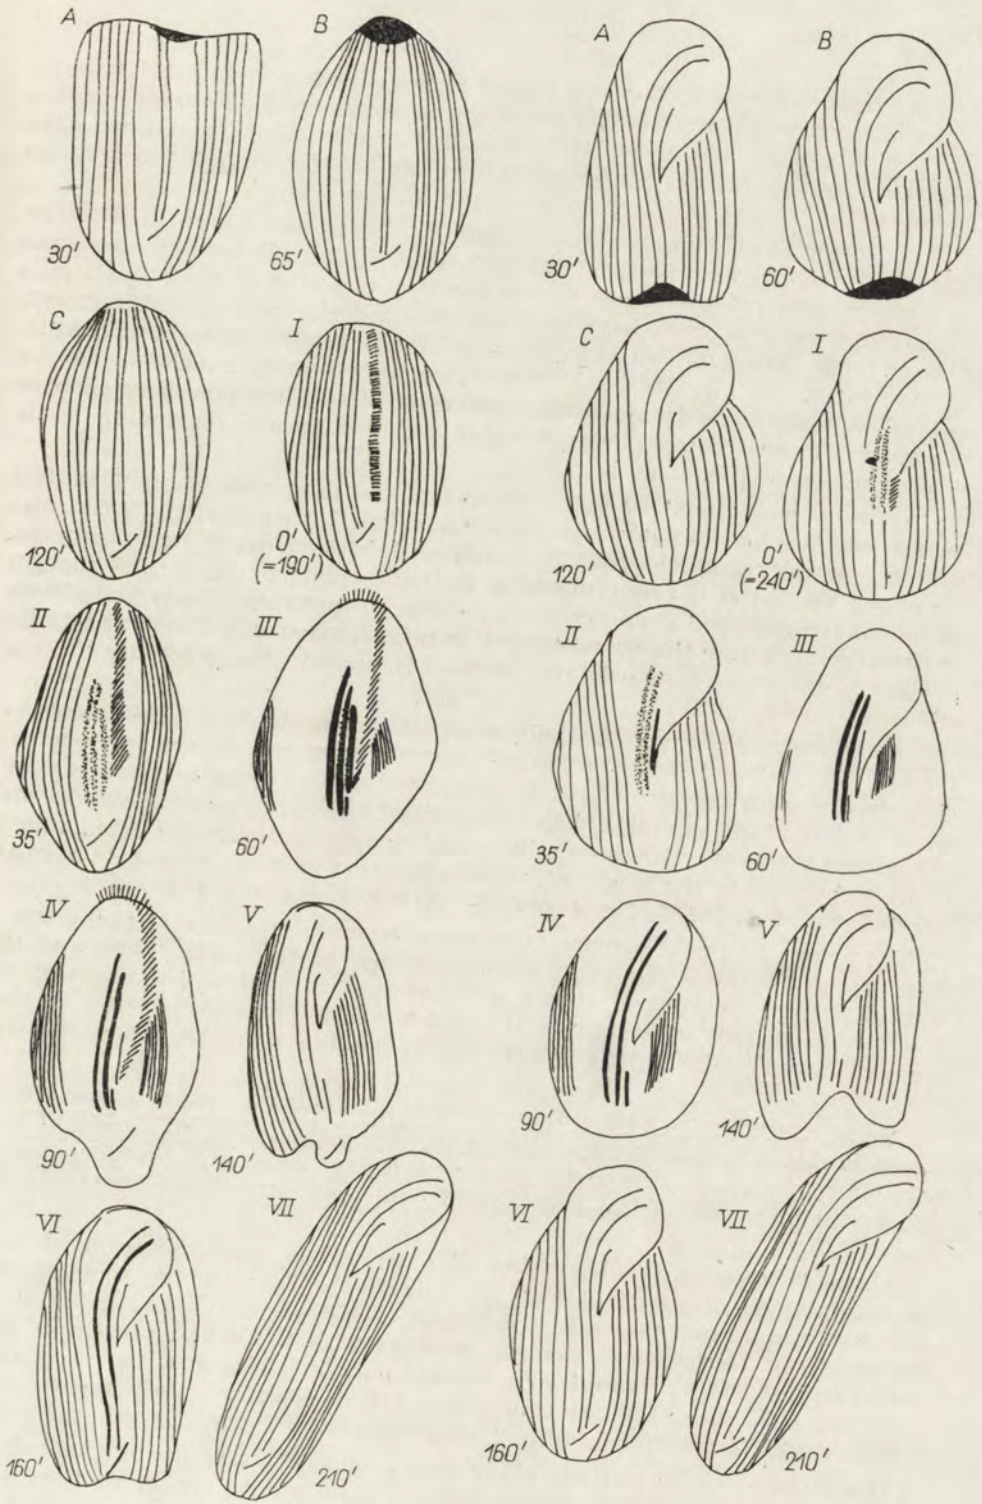 A
B
30'
65'
C
I
120'
0'
(=190')
II
III
35'
60'
IV
V
90'
140'
VI
VII
160'
210'
A
B
30'
60'
C
I
120'
0'
(=240')
II
III
35'
60'
IV
V
90'
140'
VI
VII
160'
210'